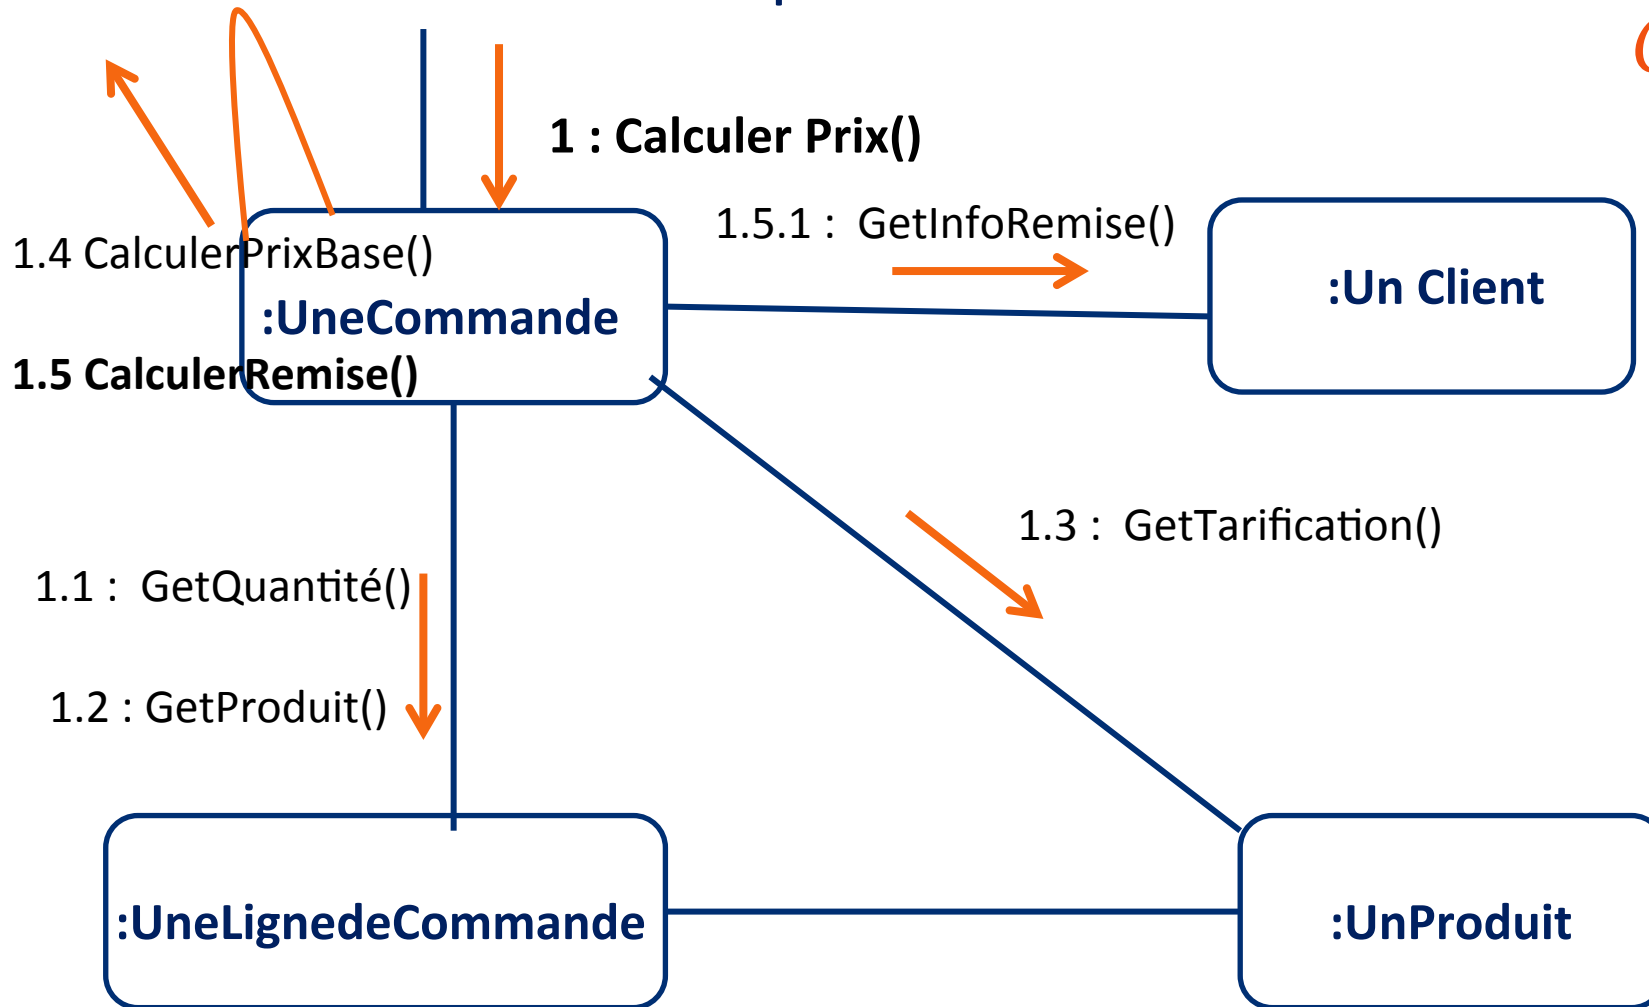 1 : Calculer Prix()
1.5.1 : GetInfoRemise()
1.4 CalculerPrixBase()
:UneCommande
:Un Client
1.5 CalculerRemise()
1.3 : GetTarification()
1.1 : GetQuantité()
1.2 : GetProduit()
:UneLignedeCommande
:UnProduit